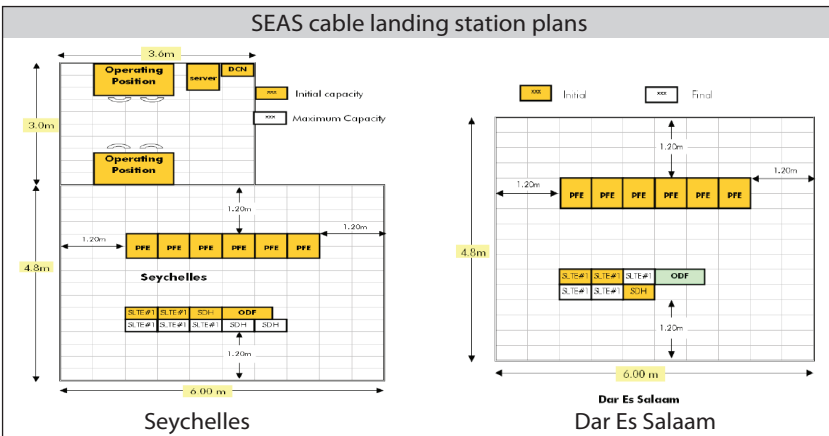 SEAS cable landing station plans
3.6m
Operating
Position
server
DCN
xxx Initial capacity
xxx Maximum Capacity
3.0m
Operating
Position
1.20m
1.20m
1.20m
PFE PFE PFE PFE PFE PFE
4.8m
Seychelles
SLTE#1 SLTE#1 SDH ODF
SLTE#1 SLTE#1 SLTE#1 SDH SDH
1.20m
6.00 m
Seychelles
xxx Initial
xxx Final
1.20m
1.20m
1.20m
PFE PFE PFE PFE PFE PFE
4.8m
SLTE#1 SLTE#1 SLTE#1 ODF
SLTE#1 SLTE#1 SDH
1.20m
6.00 m
Dar Es Salaam
Dar Es Salaam